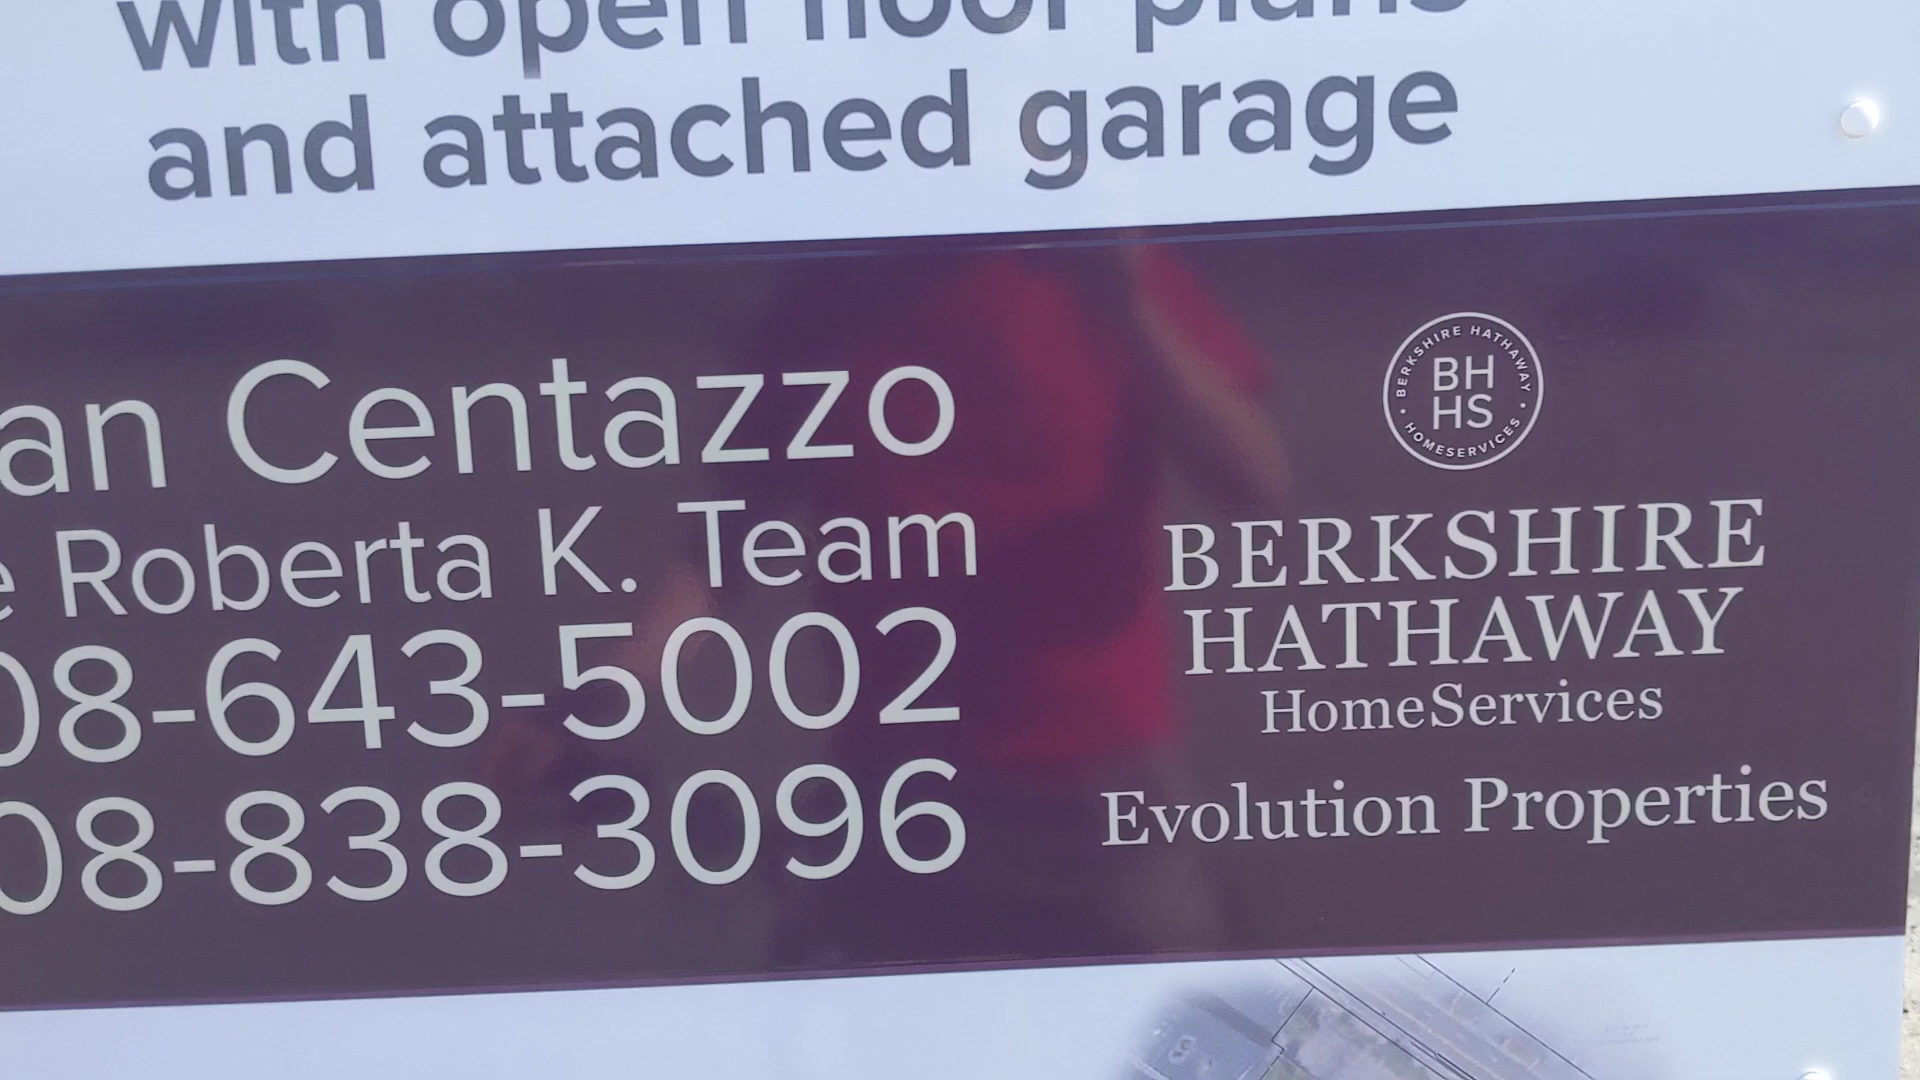 with open floor plans
and attached garage
an Centazzo
e Roberta K. Team
08-643-5002
08-838-3096
BERKSHIRE HATHAWAY
BH
HS
HOMESERVICES
BERKSHIRE
HATHAWAY
HomeServices
Evolution Properties